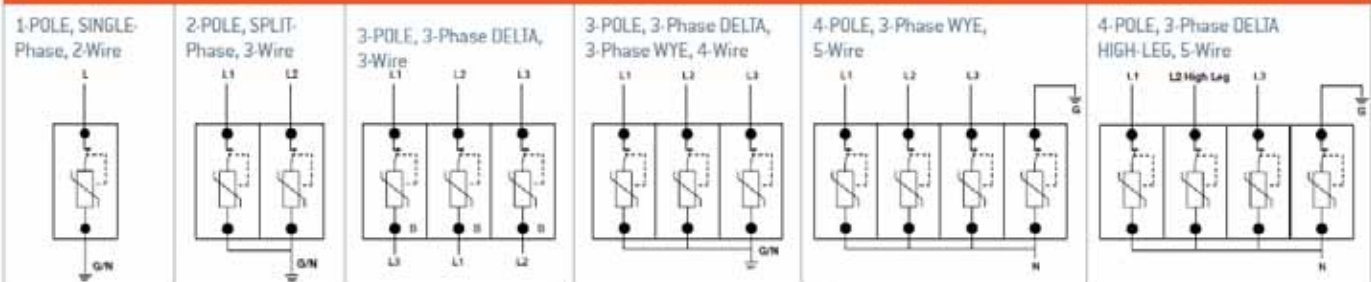 1-POLE, SINGLE-
Phase, 2-Wire
L
G/N
2-POLE, SPLIT-
Phase, 3-Wire
L1 L2
G/N
3-POLE, 3-Phase DELTA,
3-Wire
L1 L2 L3
B B B
L3 L1 L2
3-POLE, 3-Phase DELTA,
3-Phase WYE, 4-Wire
L1 L2 L3
G/N
4-POLE, 3-Phase WYE,
5-Wire
L1 L2 L3
G
N
4-POLE, 3-Phase DELTA
HIGH-LEG, 5-Wire
L1 L2 High Leg L3
G
N